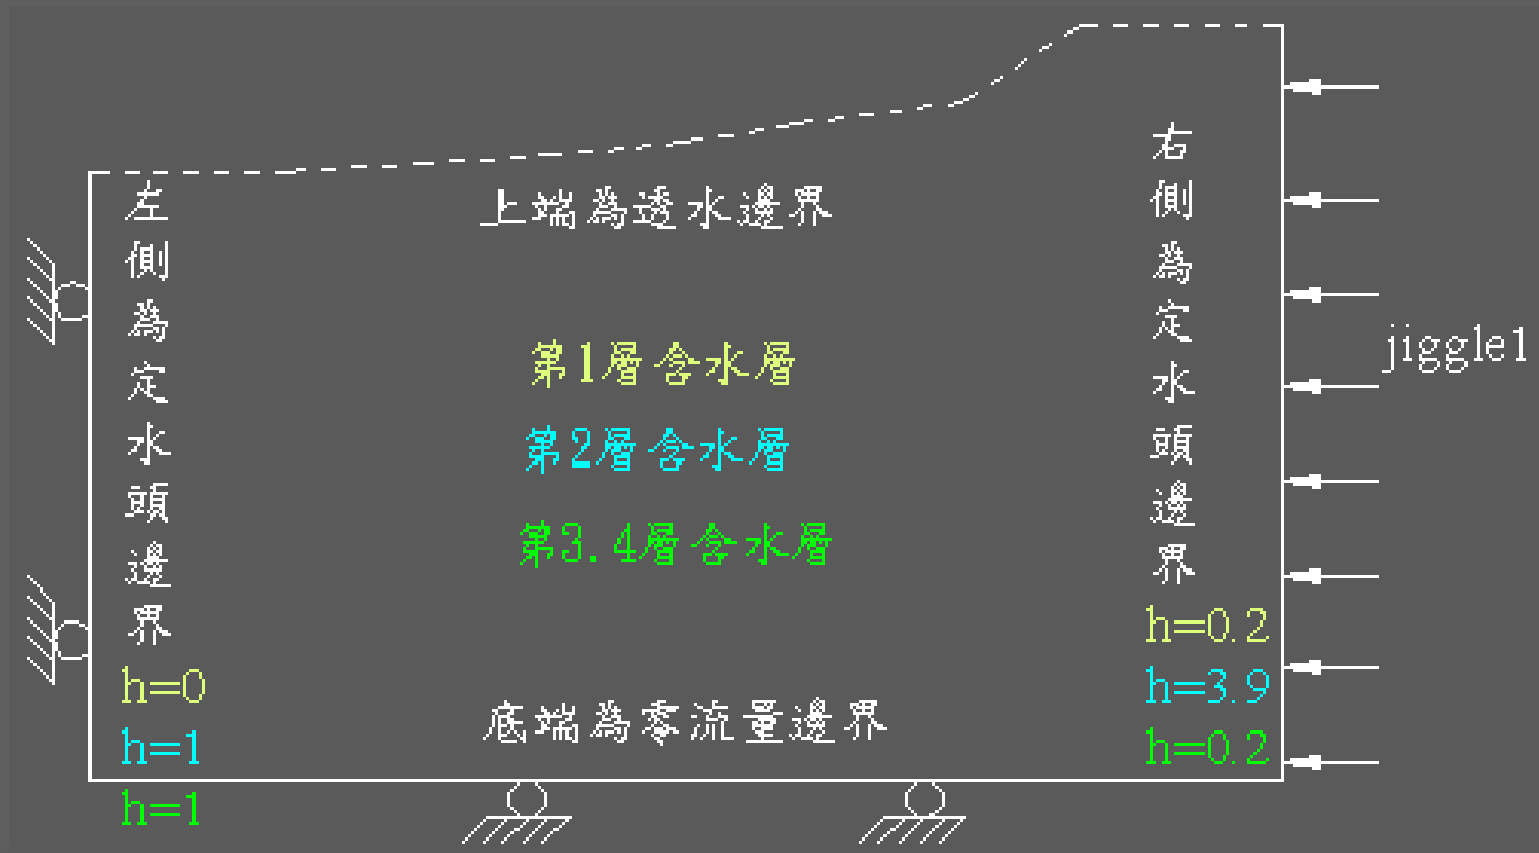 左側為定水頭邊界
h=0
h=1
h=1
上端為透水邊界
第1層含水層
第2層含水層
第3.4層含水層
底端為零流量邊界
右側為定水頭邊界
h=0.2
h=3.9
h=0.2
jiggle1